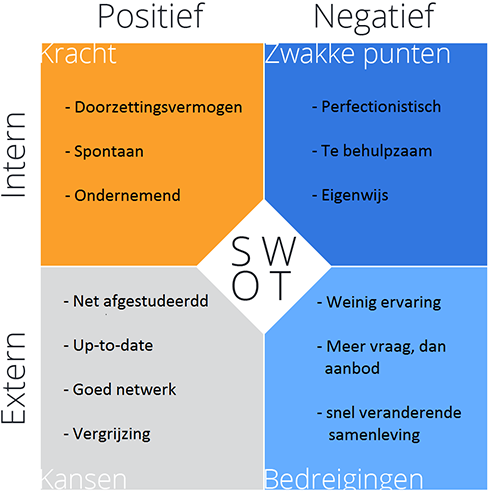 Positief
Negatief
Intern
Kracht
- Doorzettingsvermogen
- Spontaan
- Ondernemend
Zwakke punten
- Perfectionistisch
- Te behulpzaam
- Eigenwijs
S W
O T
Extern
- Net afgestudeerdd
- Up-to-date
- Goed netwerk
- Vergrijzing
Kansen
- Weinig ervaring
- Meer vraag, dan
aanbod
- snel veranderende
samenleving
Bedreigingen